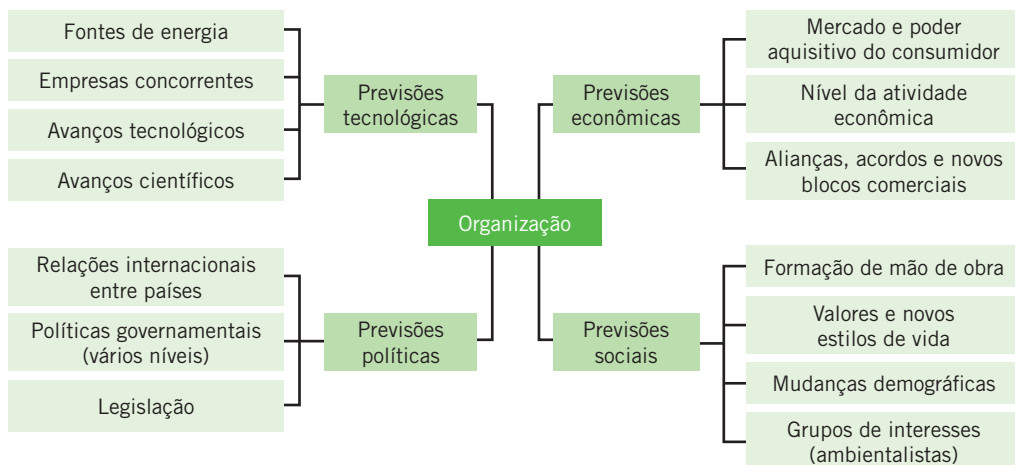 Fontes de energia
Empresas concorrentes
Avanços tecnológicos
Avanços científicos
Previsões
tecnológicas
Previsões
econômicas
Mercado e poder
aquisitivo do consumidor
Nível da atividade
econômica
Alianças, acordos e novos
blocos comerciais
Organização
Relações internacionais
entre países
Políticas governamentais
(vários níveis)
Legislação
Previsões
políticas
Previsões
sociais
Formação de mão de obra
Valores e novos
estilos de vida
Mudanças demográficas
Grupos de interesses
(ambientalistas)